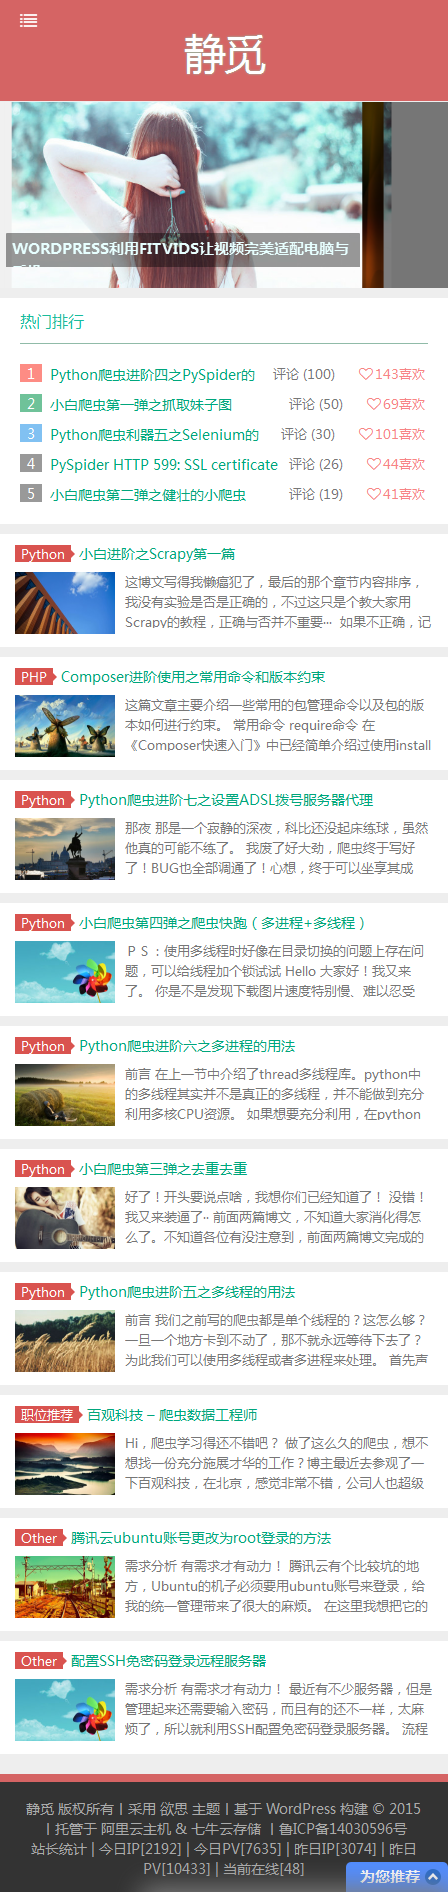 静觅
WORDPRESS利用FITVIDS让视频完美适配电脑与
热门排行
1 Python爬虫进阶四之PySpider的 评论 (100) 143喜欢
2 小白爬虫第一弹之抓取妹子图 评论 (50) 69喜欢
3 Python爬虫利器五之Selenium的 评论 (30) 101喜欢
4 PySpider HTTP 599: SSL certificate 评论 (26) 44喜欢
5 小白爬虫第二弹之健壮的小爬虫 评论 (19) 41喜欢
Python 小白进阶之Scrapy第一篇
这博文写得我懒癌犯了，最后的那个章节内容排序，
我没有实验是否是正确的，不过这只是个教大家用
Scrapy的教程，正确与否并不重要··· 如果不正确，记
PHP Composer进阶使用之常用命令和版本约束
这篇文章主要介绍一些常用的包管理命令以及包的版
本如何进行约束。 常用命令 require命令 在
《Composer快速入门》中已经简单介绍过使用install
Python Python爬虫进阶七之设置ADSL拨号服务器代理
那夜 那是一个寂静的深夜，科比还没起床练球，虽然
他真的可能不练了。 我废了好大劲，爬虫终于写好
了！BUG也全部调通了！心想，终于可以坐享其成
Python 小白爬虫第四弹之爬虫快跑（多进程+多线程）
ＰＳ：使用多线程时好像在目录切换的问题上存在问
题，可以给线程加个锁试试 Hello 大家好！我又来
了。 你是不是发现下载图片速度特别慢、难以忍受
Python Python爬虫进阶六之多进程的用法
前言 在上一节中介绍了thread多线程库。python中
的多线程其实并不是真正的多线程，并不能做到充分
利用多核CPU资源。 如果想要充分利用，在python
Python 小白爬虫第三弹之去重去重
好了！开头要说点啥，我想你们已经知道了！ 没错！
我又来装逼了·· 前面两篇博文，不知道大家消化得怎
么了。不知道各位有没注意到，前面两篇博文完成的
Python Python爬虫进阶五之多线程的用法
前言 我们之前写的爬虫都是单个线程的？这怎么够？
一旦一个地方卡到不动了，那不就永远等待下去了？
为此我们可以使用多线程或者多进程来处理。 首先声
职位推荐 百观科技 – 爬虫数据工程师
Hi，爬虫学习得还不错吧？ 做了这么久的爬虫，想不
想找一份充分施展才华的工作？博主最近去参观了一
下百观科技，在北京，感觉非常不错，公司人也超级
Other 腾讯云ubuntu账号更改为root登录的方法
需求分析 有需求才有动力！ 腾讯云有个比较坑的地
方，Ubuntu的机子必须要用ubuntu账号来登录，给
我的统一管理带来了很大的麻烦。 在这里我想把它的
Other 配置SSH免密码登录远程服务器
需求分析 有需求才有动力！ 最近有不少服务器，但是
管理起来还需要输入密码，而且有的还不一样，太麻
烦了，所以就利用SSH配置免密码登录服务器。 流程
静觅 版权所有丨采用 欲思 主题丨基于 WordPress 构建 © 2015
丨托管于 阿里云主机 & 七牛云存储 丨鲁ICP备14030596号
站长统计 | 今日IP[2192] | 今日PV[7635] | 昨日IP[3074] | 昨日
PV[10433] | 当前在线[48]
为您推荐